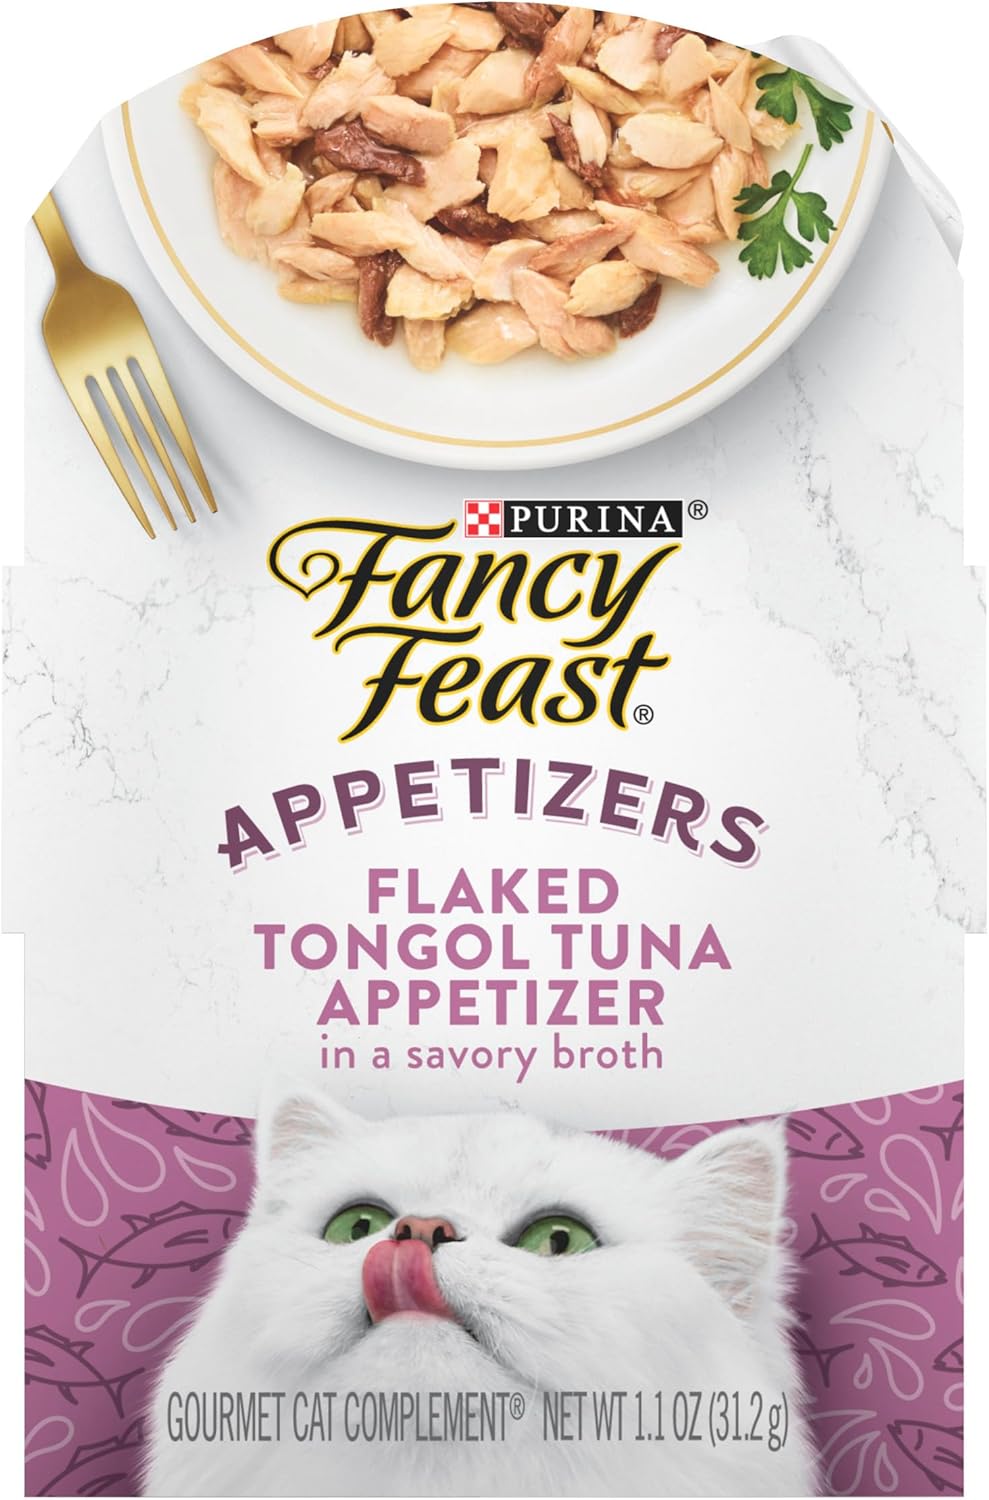 PURINA®
Fancy
Feast®
APPETIZERS
FLAKED
TONGOL TUNA
APPETIZER
in a savory broth
GOURMET CAT COMPLEMENT® NET WT 1.1 OZ (31.2 g)